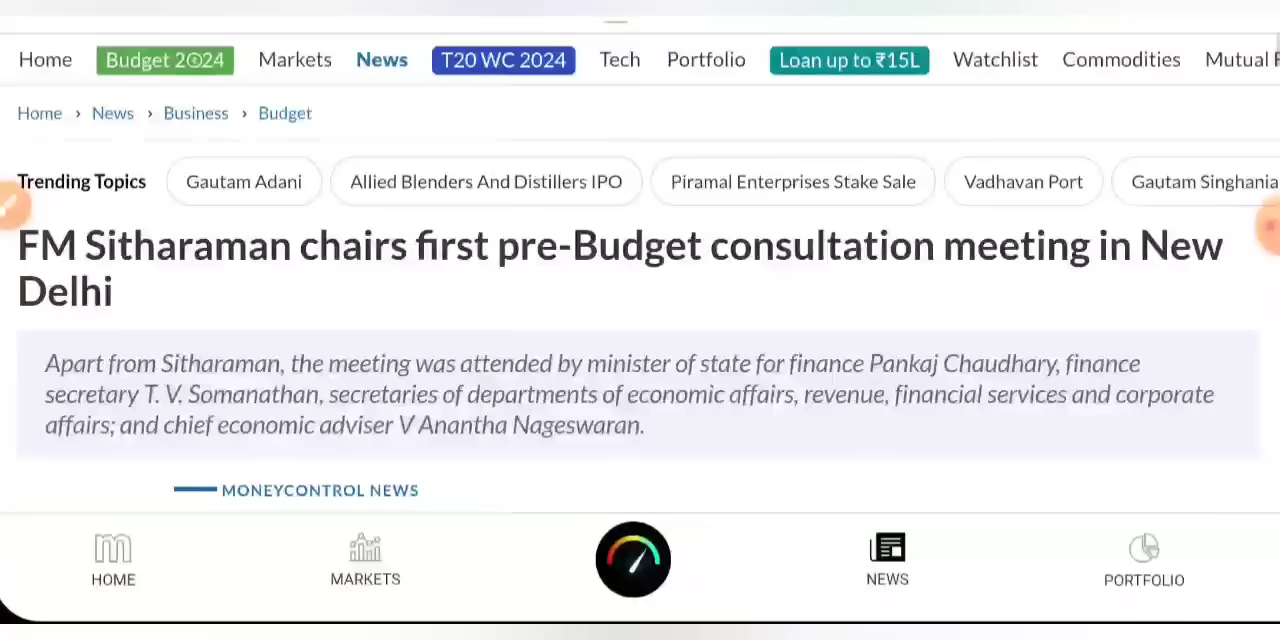 Home Budget 2024 Markets News T20 WC 2024 Tech Portfolio Loan up to ₹15L Watchlist Commodities Mutual F
Home › News › Business › Budget
Trending Topics Gautam Adani Allied Blenders And Distillers IPO Piramal Enterprises Stake Sale Vadhavan Port Gautam Singhania
FM Sitharaman chairs first pre-Budget consultation meeting in New
Delhi
Apart from Sitharaman, the meeting was attended by minister of state for finance Pankaj Chaudhary, finance
secretary T. V. Somanathan, secretaries of departments of economic affairs, revenue, financial services and corporate
affairs; and chief economic adviser V Anantha Nageswaran.
MONEYCONTROL NEWS
HOME MARKETS NEWS PORTFOLIO